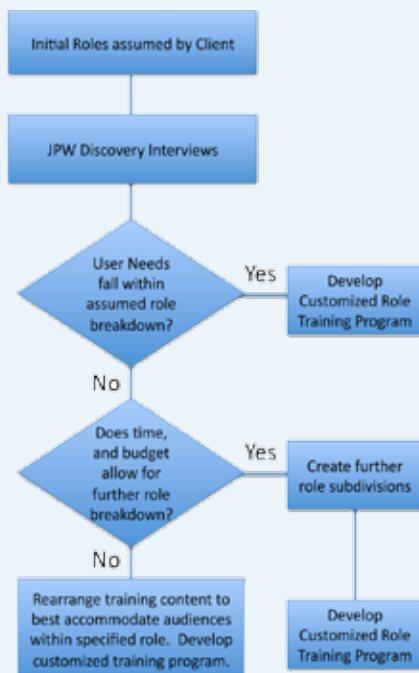 Initial Roles assumed by Client
JPW Discovery Interviews
User Needs
fall within
assumed role
breakdown?
Yes
Develop
Customized Role
Training Program
No
Does time,
and budget
allow for
further role
breakdown?
Yes
Create further
role subdivisions
No
Rearrange training content to
best accommodate audiences
within specified role. Develop
customized training program.
Develop
Customized Role
Training Program